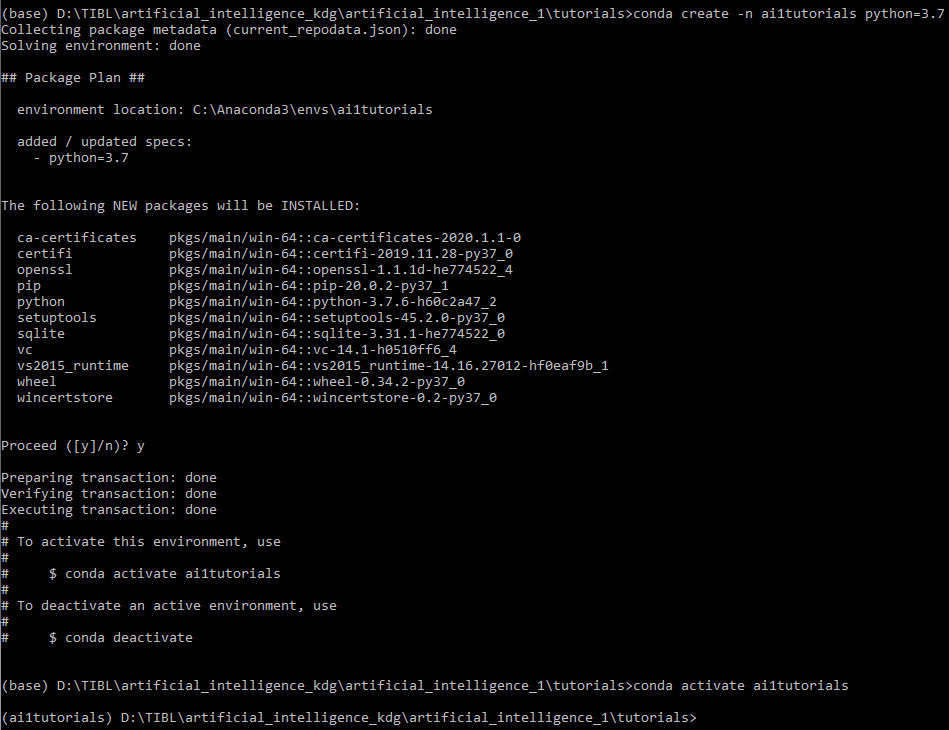 (base) D:\TIBL\artificial_intelligence_kdg\artificial_intelligence_1\tutorials>conda create -n ai1tutorials python=3.7
Collecting package metadata (current_repodata.json): done
Solving environment: done
## Package Plan ##
  environment location: C:\Anaconda3\envs\ai1tutorials
  added / updated specs:
    - python=3.7
The following NEW packages will be INSTALLED:
  ca-certificates    pkgs/main/win-64::ca-certificates-2020.1.1-0
  certifi            pkgs/main/win-64::certifi-2019.11.28-py37_0
  openssl            pkgs/main/win-64::openssl-1.1.1d-he774522_4
  pip                pkgs/main/win-64::pip-20.0.2-py37_1
  python             pkgs/main/win-64::python-3.7.6-h60c2a47_2
  setuptools         pkgs/main/win-64::setuptools-45.2.0-py37_0
  sqlite             pkgs/main/win-64::sqlite-3.31.1-he774522_0
  vc                 pkgs/main/win-64::vc-14.1-h0510ff6_4
  vs2015_runtime     pkgs/main/win-64::vs2015_runtime-14.16.27012-hf0eaf9b_1
  wheel              pkgs/main/win-64::wheel-0.34.2-py37_0
  wincertstore       pkgs/main/win-64::wincertstore-0.2-py37_0
Proceed ([y]/n)? y
Preparing transaction: done
Verifying transaction: done
Executing transaction: done
#
# To activate this environment, use
#
#     $ conda activate ai1tutorials
#
# To deactivate an active environment, use
#
#     $ conda deactivate
(base) D:\TIBL\artificial_intelligence_kdg\artificial_intelligence_1\tutorials>conda activate ai1tutorials
(ai1tutorials) D:\TIBL\artificial_intelligence_kdg\artificial_intelligence_1\tutorials>